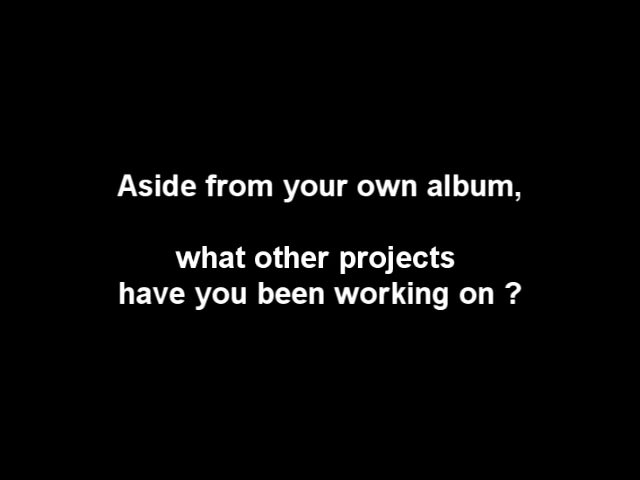 Aside from your own album,
what other projects
have you been working on ?